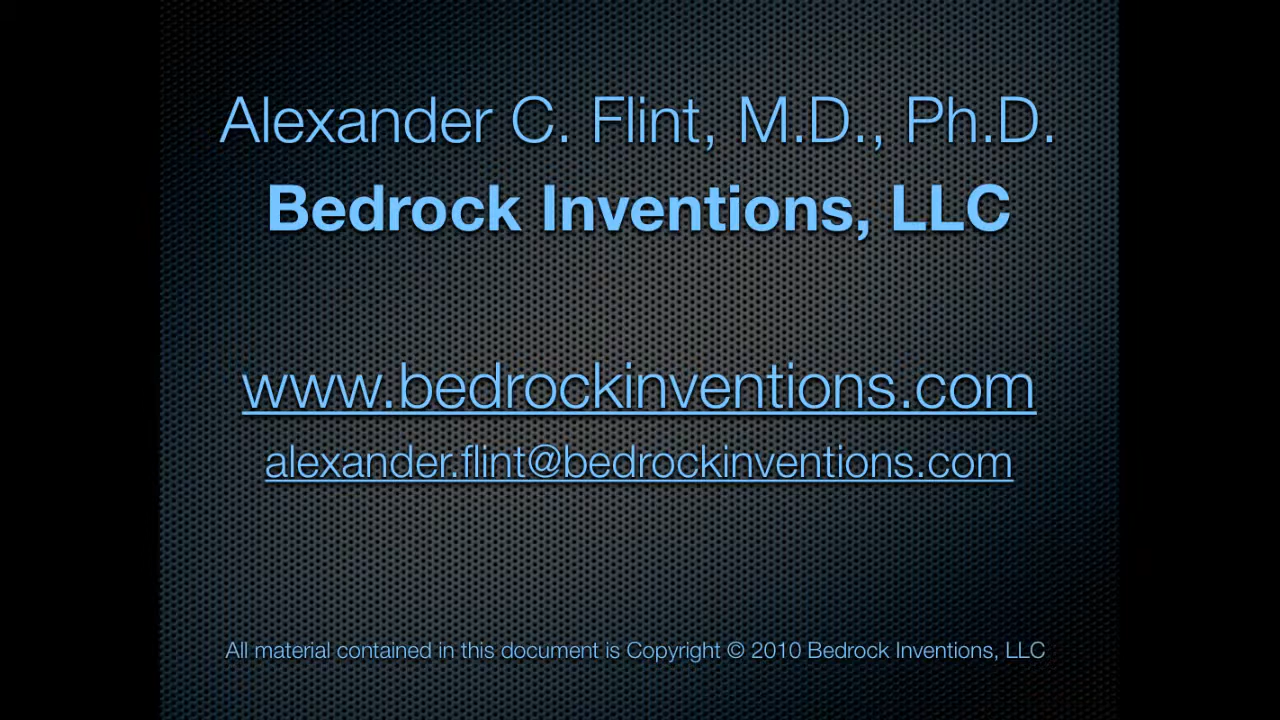 Alexander C. Flint, M.D., Ph.D.
Bedrock Inventions, LLC
www.bedrockinventions.com
alexander.flint@bedrockinventions.com
All material contained in this document is Copyright © 2010 Bedrock Inventions, LLC